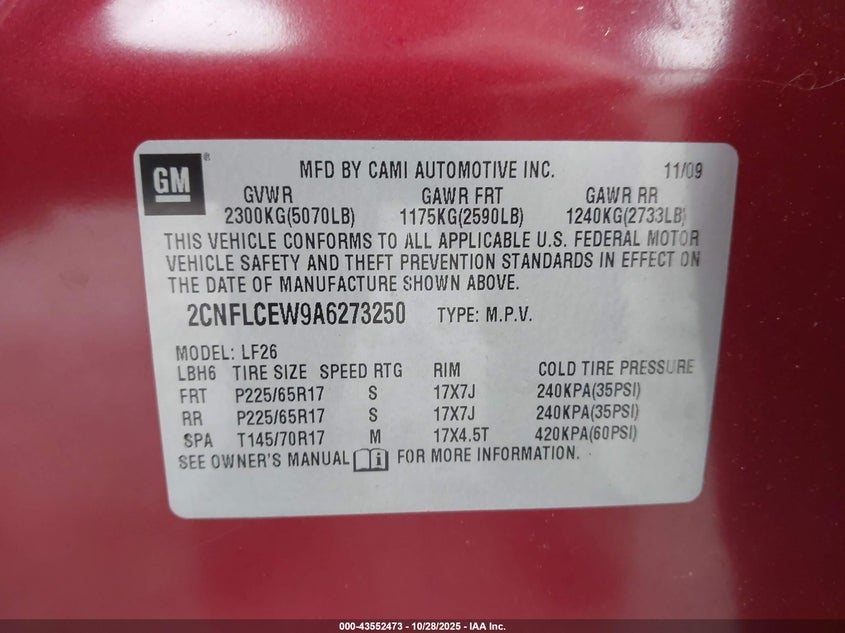 GM ®
MFD BY CAMI AUTOMOTIVE INC. 11/09
GVWR GAWR FRT GAWR RR
2300KG(5070LB) 1175KG(2590LB) 1240KG(2733LB)
THIS VEHICLE CONFORMS TO ALL APPLICABLE U.S. FEDERAL MOTOR
VEHICLE SAFETY AND THEFT PREVENTION STANDARDS IN EFFECT ON
THE DATE OF MANUFACTURE SHOWN ABOVE.
2CNFLCEW9A6273250 TYPE: M.P.V.
MODEL: LF26
LBH6 TIRE SIZE SPEED RTG RIM COLD TIRE PRESSURE
FRT P225/65R17 S 17X7J 240KPA(35PSI)
RR P225/65R17 S 17X7J 240KPA(35PSI)
SPA T145/70R17 M 17X4.5T 420KPA(60PSI)
SEE OWNER'S MANUAL i FOR MORE INFORMATION.
000-43552473 | 10/28/2025 - IAA Inc.